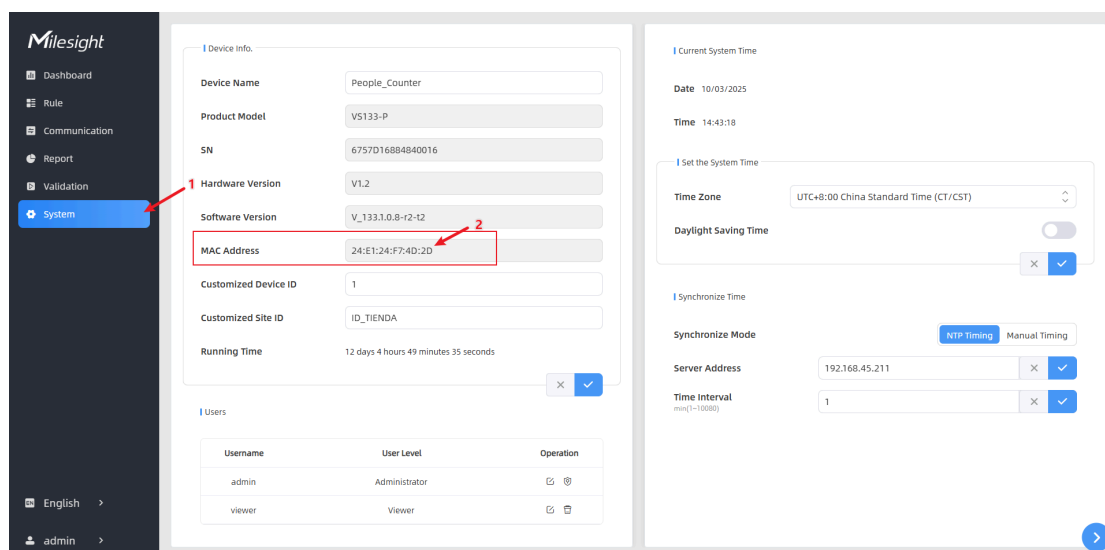 Milesight
Dashboard
Rule
Communication
Report
Validation
System
English >
admin >
1
2
Device Info.
Device Name People_Counter
Product Model VS133-P
SN 6757D16884840016
Hardware Version V1.2
Software Version V_133.1.0.8-r2-t2
MAC Address 24:E1:24:F7:4D:2D
Customized Device ID 1
Customized Site ID ID_TIENDA
Running Time 12 days 4 hours 49 minutes 35 seconds
Users
Username User Level Operation
admin Administrator
viewer Viewer
Current System Time
Date 10/03/2025
Time 14:43:18
Set the System Time
Time Zone UTC+8:00 China Standard Time (CT/CST)
Daylight Saving Time
Synchronize Time
Synchronize Mode NTP Timing Manual Timing
Server Address 192.168.45.211
Time Interval 1
min(1~10080)